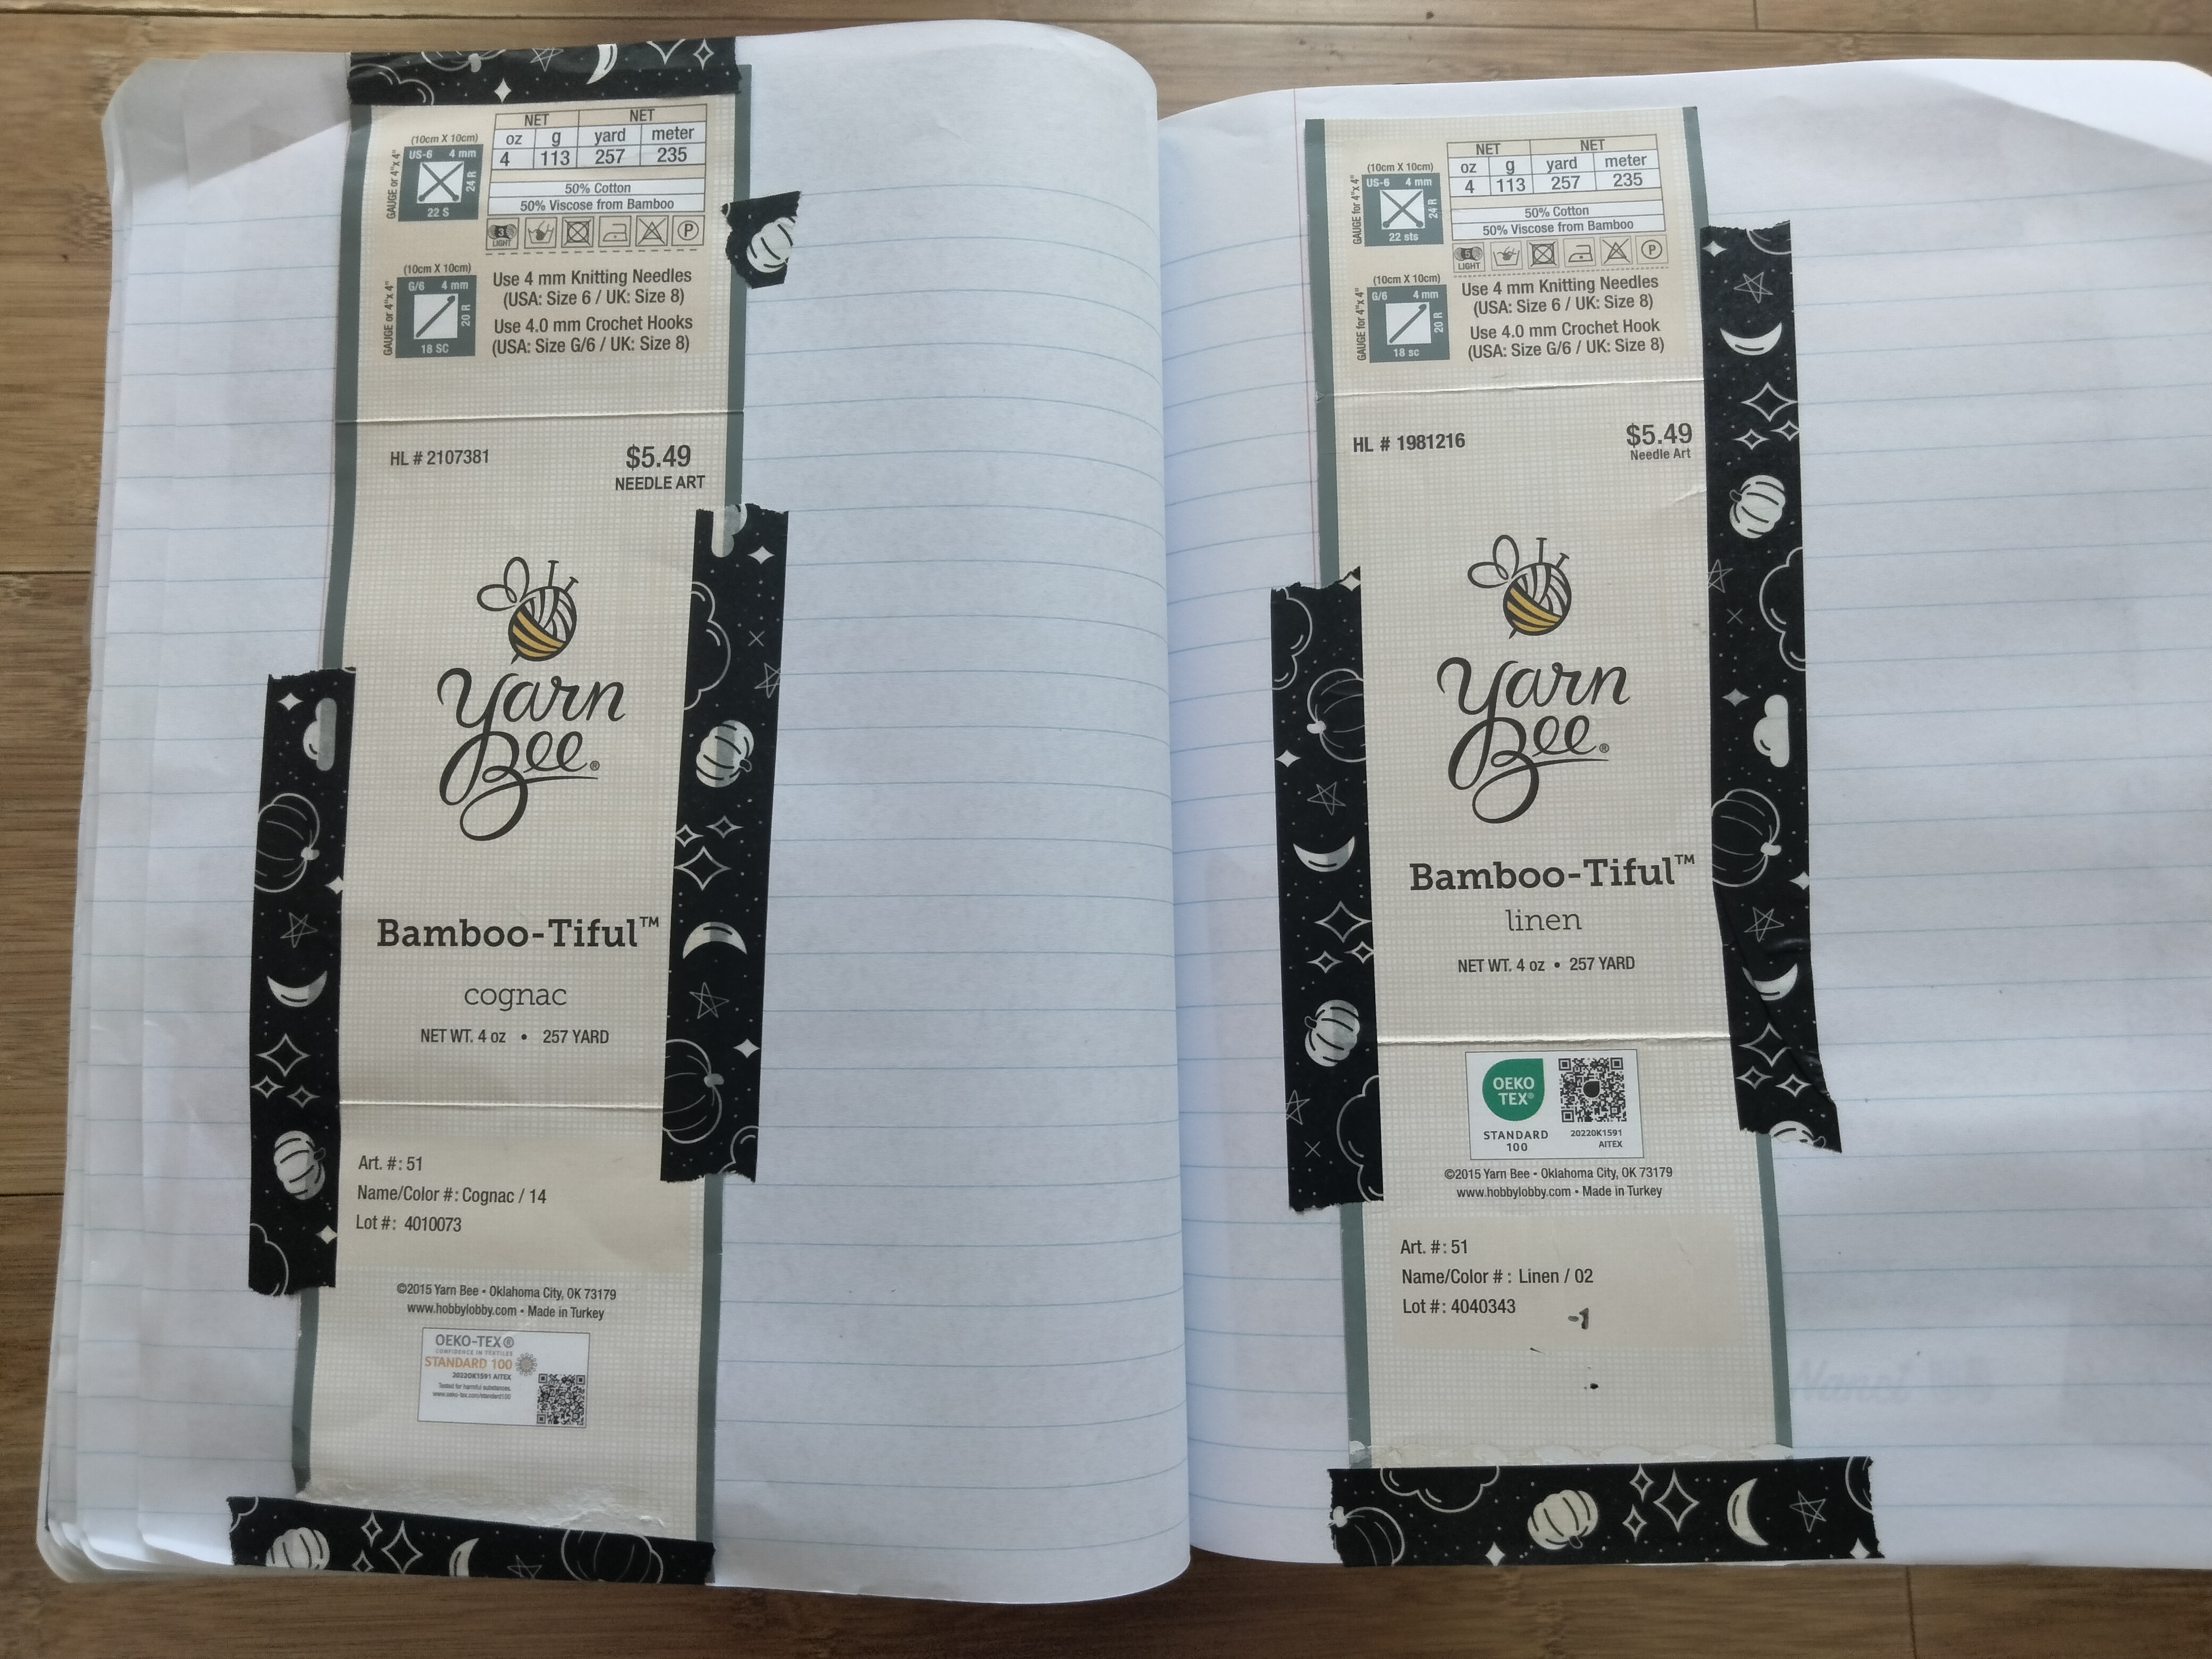 (10cm X 10cm)
GAUGE or 4"x 4"
US-6 4 mm
24 R
22 S
NET NET
oz g yard meter
4 113 257 235
50% Cotton
50% Viscose from Bamboo
3
LIGHT
P
(10cm X 10cm)
GAUGE or 4"x 4"
G/6 4 mm
20 R
18 SC
Use 4 mm Knitting Needles
(USA: Size 6 / UK: Size 8)
Use 4.0 mm Crochet Hooks
(USA: Size G/6 / UK: Size 8)
HL # 2107381 $5.49
NEEDLE ART
Yarn
Bee®
Bamboo-Tiful™
cognac
NET WT. 4 oz • 257 YARD
Art. #: 51
Name/Color #: Cognac / 14
Lot #: 4010073
©2015 Yarn Bee • Oklahoma City, OK 73179
www.hobbylobby.com • Made in Turkey
OEKO-TEX®
CONFIDENCE IN TEXTILES
STANDARD 100
20220K1591 AITEX
Tested for harmful substances.
www.oeko-tex.com/standard100
(10cm X 10cm)
GAUGE for 4"x 4"
US-6 4 mm
24 R
22 sts
NET NET
oz g yard meter
4 113 257 235
50% Cotton
50% Viscose from Bamboo
LIGHT
P
(10cm X 10cm)
GAUGE for 4"x 4"
G/6 4 mm
20 R
18 sc
Use 4 mm Knitting Needles
(USA: Size 6 / UK: Size 8)
Use 4.0 mm Crochet Hook
(USA: Size G/6 / UK: Size 8)
HL # 1981216 $5.49
Needle Art
Yarn
Bee®
Bamboo-Tiful™
linen
NET WT. 4 oz • 257 YARD
OEKO
TEX®
STANDARD
100
20220K1591
AITEX
©2015 Yarn Bee • Oklahoma City, OK 73179
www.hobbylobby.com • Made in Turkey
Art. #: 51
Name/Color # : Linen / 02
Lot #: 4040343
-1